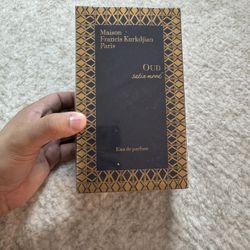 Maison
Francis Kurkdjian
Paris
OUD
satin mood
Eau de parfum